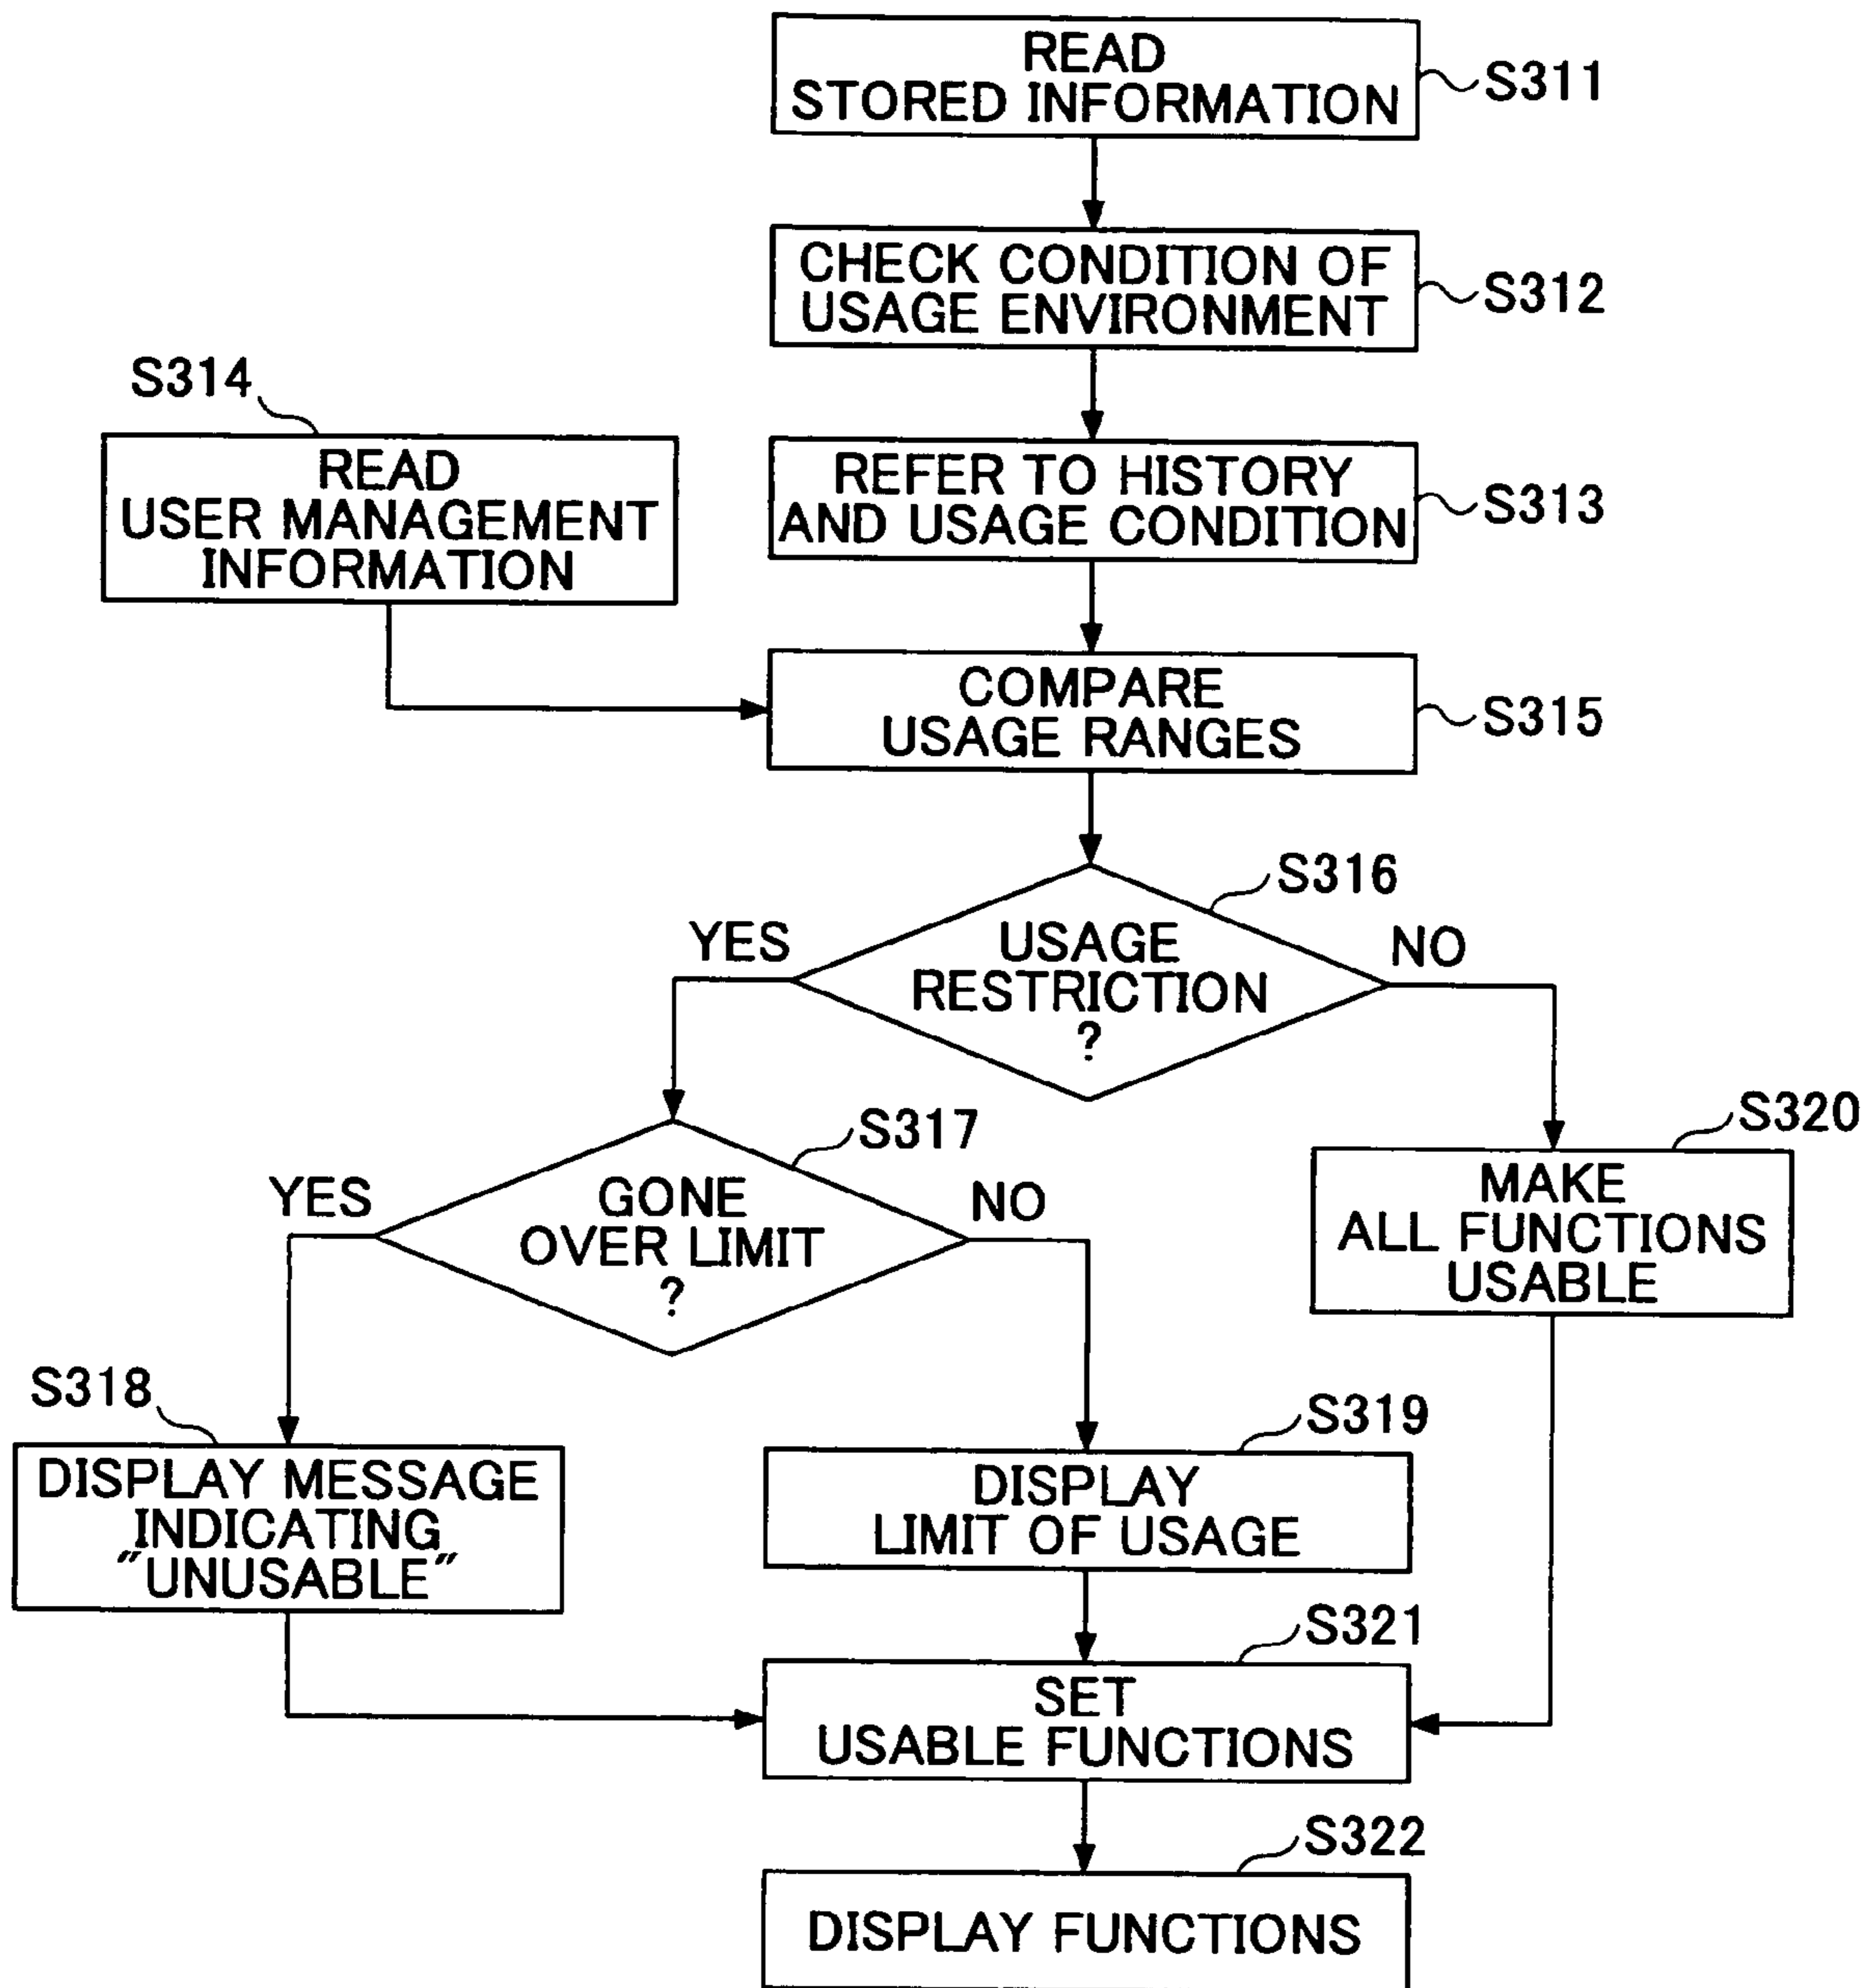 READ
STORED INFORMATION
S311
CHECK CONDITION OF
USAGE ENVIRONMENT
S312
S314
READ
USER MANAGEMENT
INFORMATION
REFER TO HISTORY
AND USAGE CONDITION
S313
COMPARE
USAGE RANGES
S315
S316
YES
USAGE
RESTRICTION
?
NO
S317
YES
GONE
OVER LIMIT
?
NO
S320
MAKE
ALL FUNCTIONS
USABLE
S318
DISPLAY MESSAGE
INDICATING
"UNUSABLE"
S319
DISPLAY
LIMIT OF USAGE
S321
SET
USABLE FUNCTIONS
S322
DISPLAY FUNCTIONS